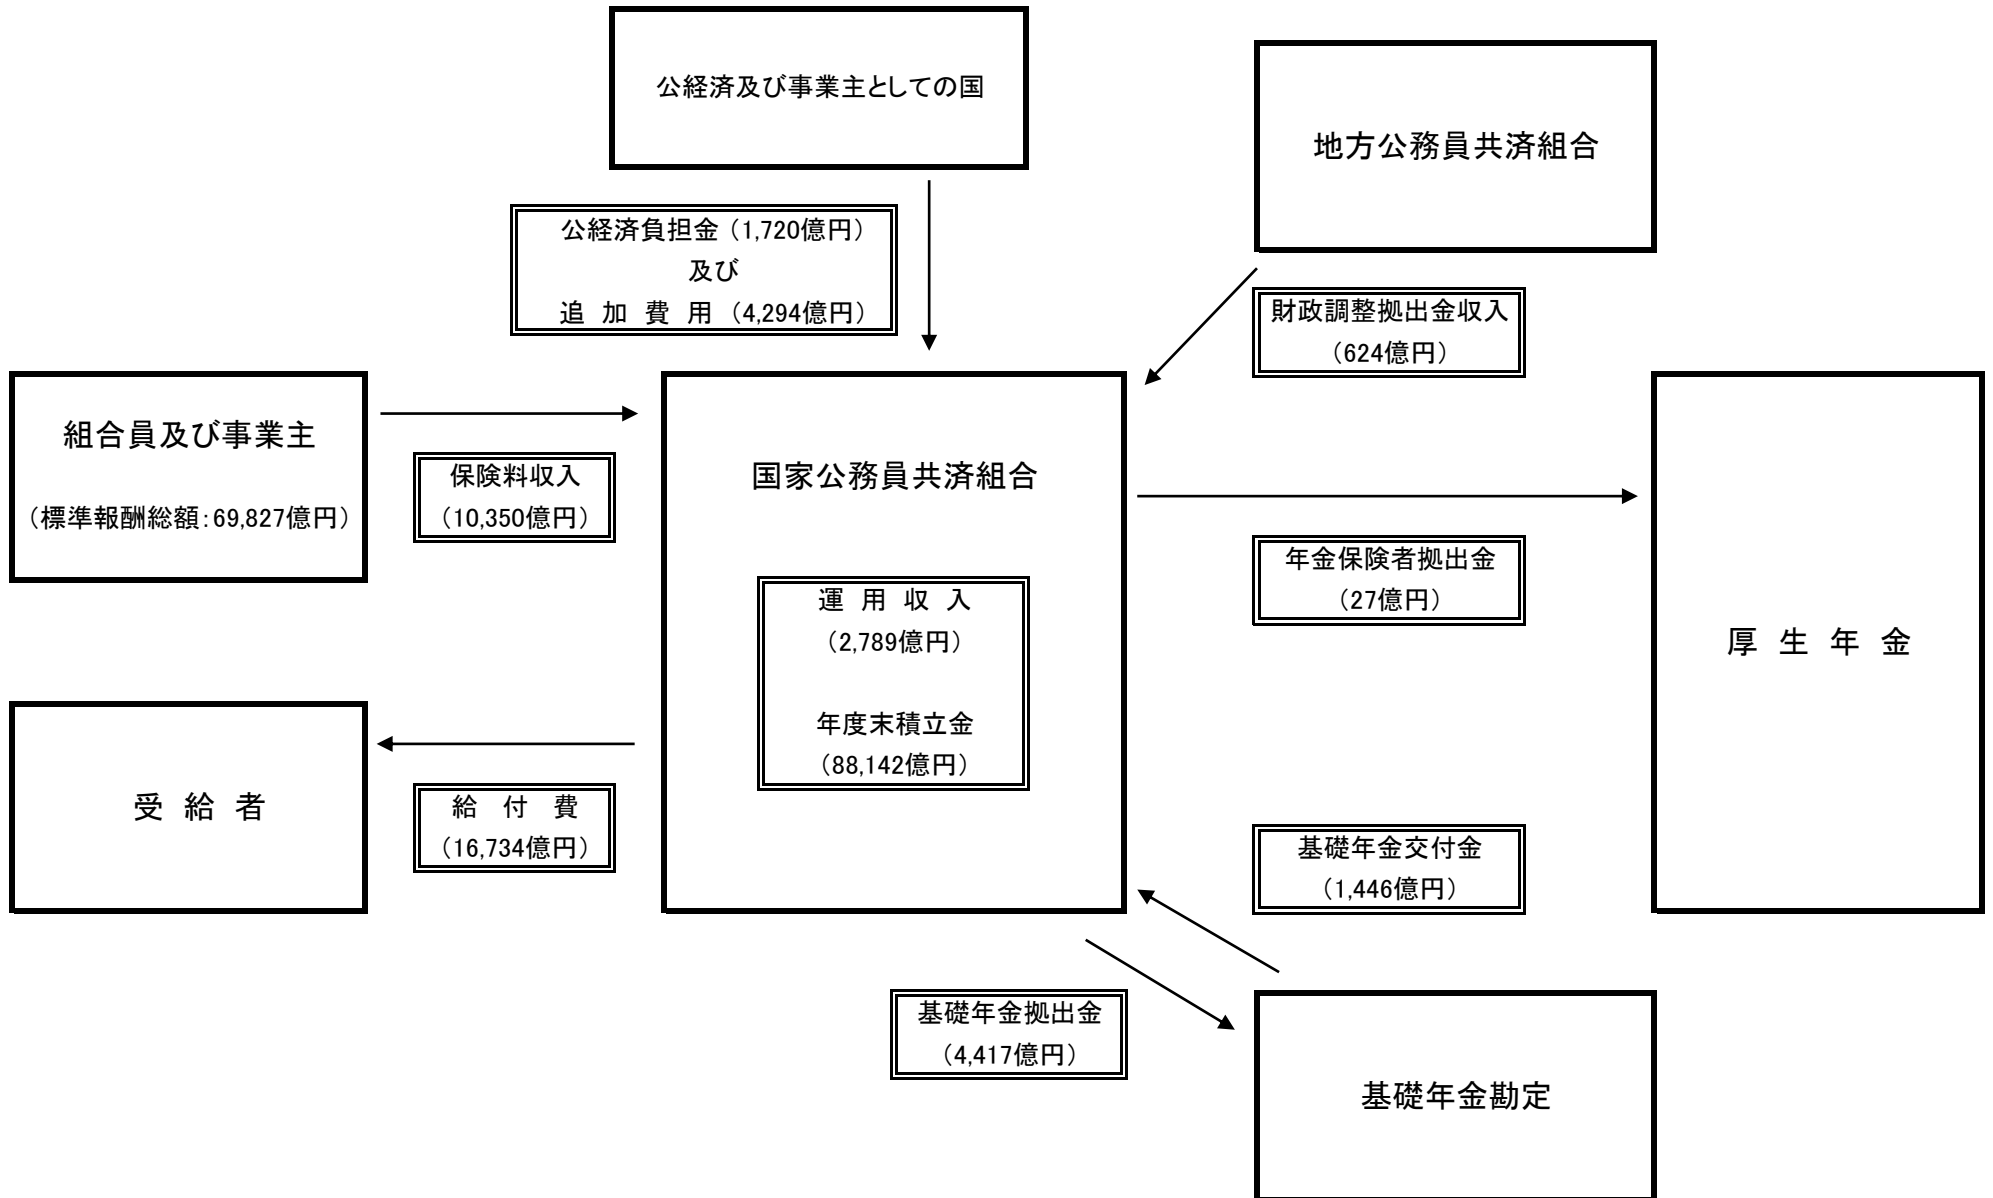 公経済及び事業主としての国
地方公務員共済組合
公経済負担金（1,720億円）
及び
追 加 費 用（4,294億円）
財政調整拠出金収入
（624億円）
組合員及び事業主
（標準報酬総額：69,827億円）
保険料収入
（10,350億円）
国家公務員共済組合
運 用 収 入
（2,789億円）
年度末積立金
（88,142億円）
年金保険者拠出金
（27億円）
厚 生 年 金
受 給 者
給 付 費
（16,734億円）
基礎年金交付金
（1,446億円）
基礎年金拠出金
（4,417億円）
基礎年金勘定